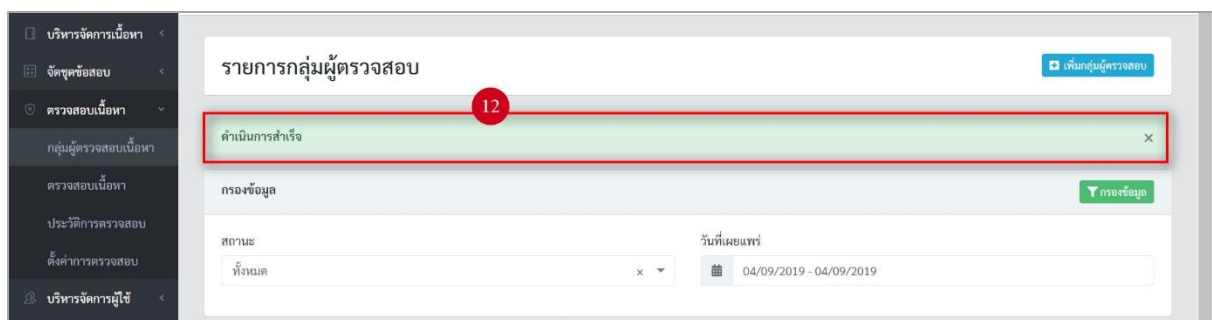 บริหารจัดการเนื้อหา
จัดชุดข้อสอบ
ตรวจสอบเนื้อหา
กลุ่มผู้ตรวจสอบเนื้อหา
ตรวจสอบเนื้อหา
ประวัติการตรวจสอบ
ตั้งค่าการตรวจสอบ
บริหารจัดการผู้ใช้
รายการกลุ่มผู้ตรวจสอบ
เพิ่มกลุ่มผู้ตรวจสอบ
12
ดำเนินการสำเร็จ ×
กรองข้อมูล
กรองข้อมูล
สถานะ
ทั้งหมด ×
วันที่เผยแพร่
04/09/2019 - 04/09/2019